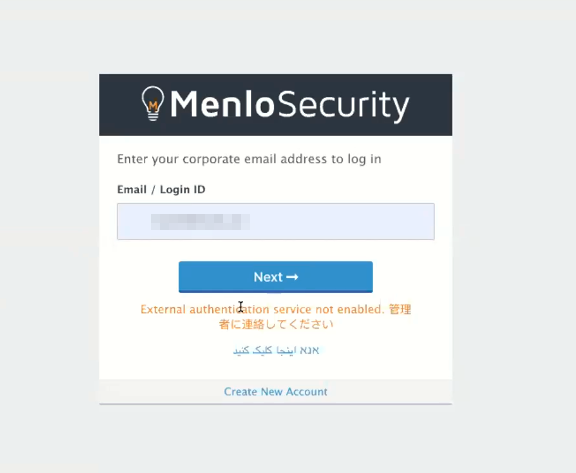 MenloSecurity
Enter your corporate email address to log in
Email / Login ID
Next →
External authentication service not enabled. 管理
者に連絡してください
אנא اینجا کلیک کنید
Create New Account